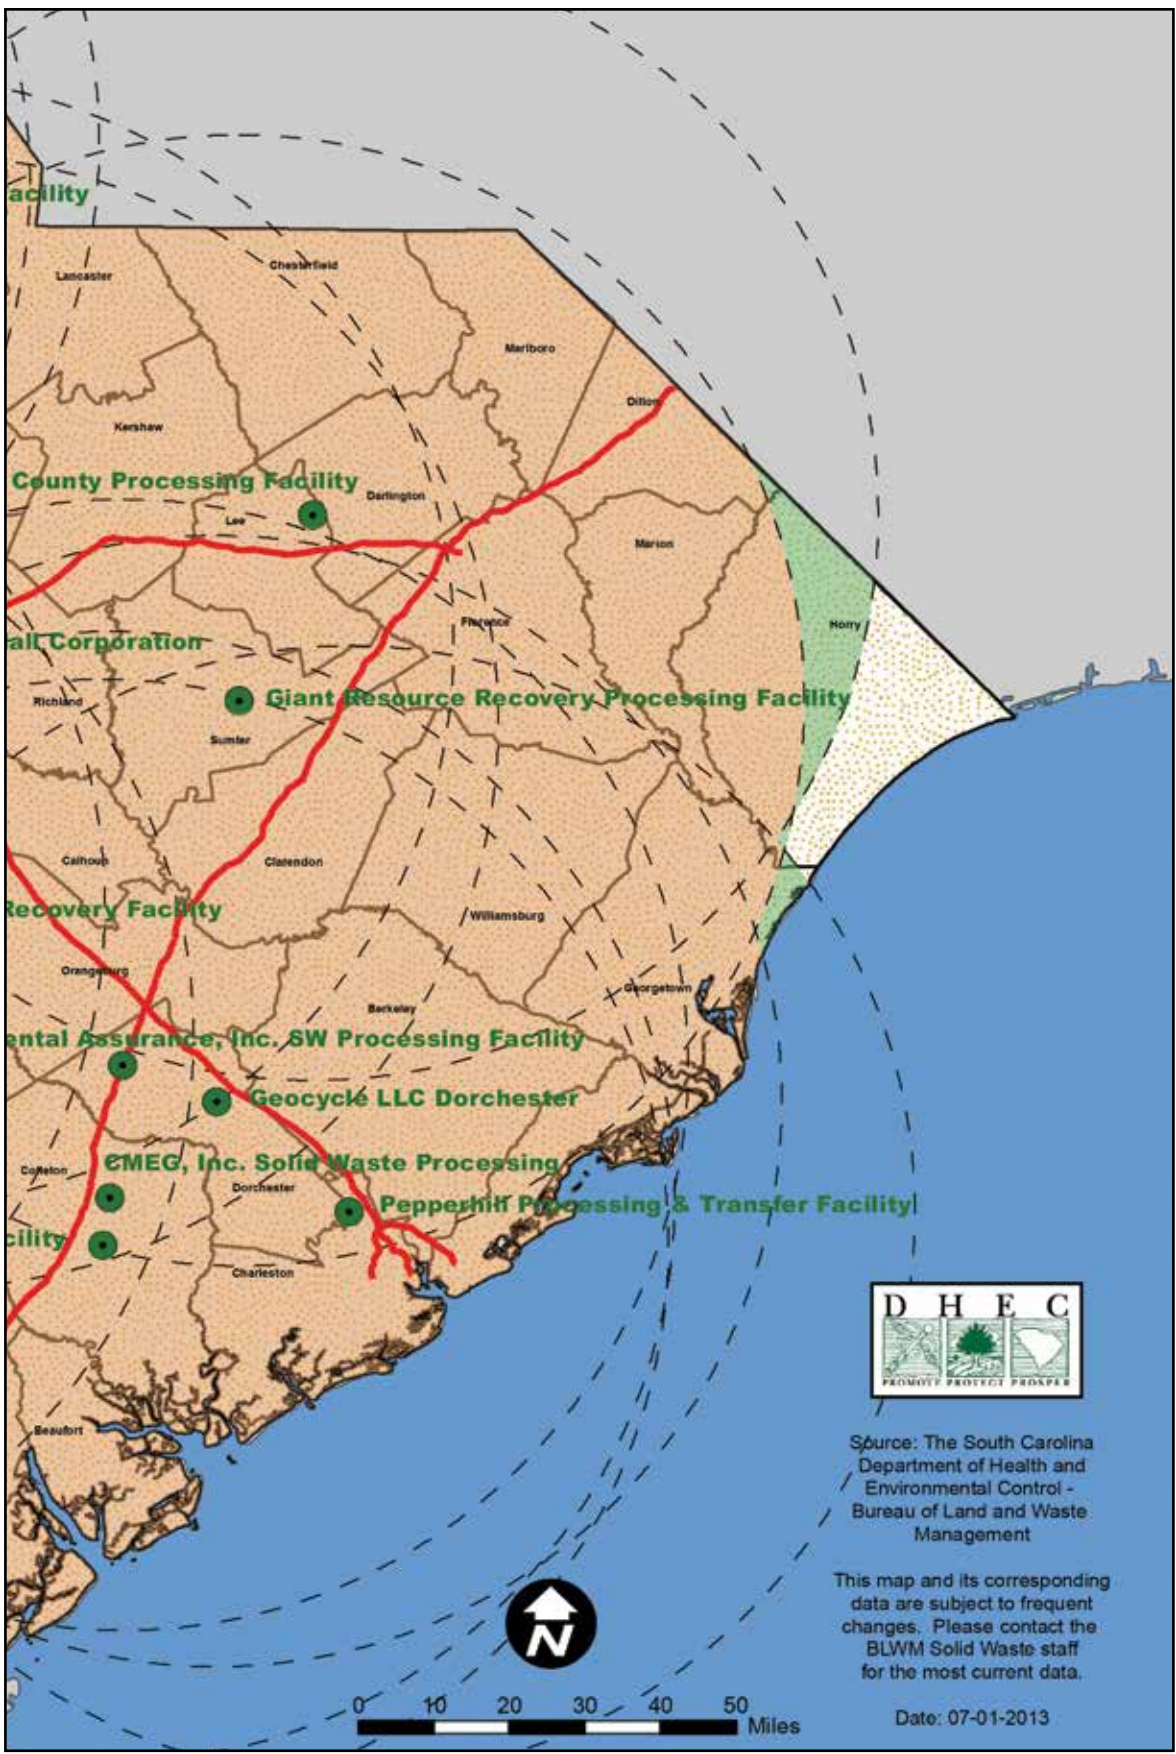 acility
Lancaster
Chesterfield
Marlboro
Dillon
Kershaw
County Processing Facility
Darlington
Lee
Marion
Florence
Horry
all Corporation
Richland
Giant Resource Recovery Processing Facility
Sumter
Calhoun
Clarendon
Recovery Facility
Williamsburg
Orangeburg
Georgetown
Berkeley
ental Assurance, Inc. SW Processing Facility
Geocycle LLC Dorchester
CMEG, Inc. Solid Waste Processing
Colleton
Dorchester
Pepperhill Processing & Transfer Facility
cility
Charleston
D H E C
PROMOTE PROTECT PROSPER
Beaufort
Source: The South Carolina
Department of Health and
Environmental Control -
Bureau of Land and Waste
Management
This map and its corresponding
data are subject to frequent
changes. Please contact the
BLWM Solid Waste staff
for the most current data.
N
0 10 20 30 40 50
Miles
Date: 07-01-2013